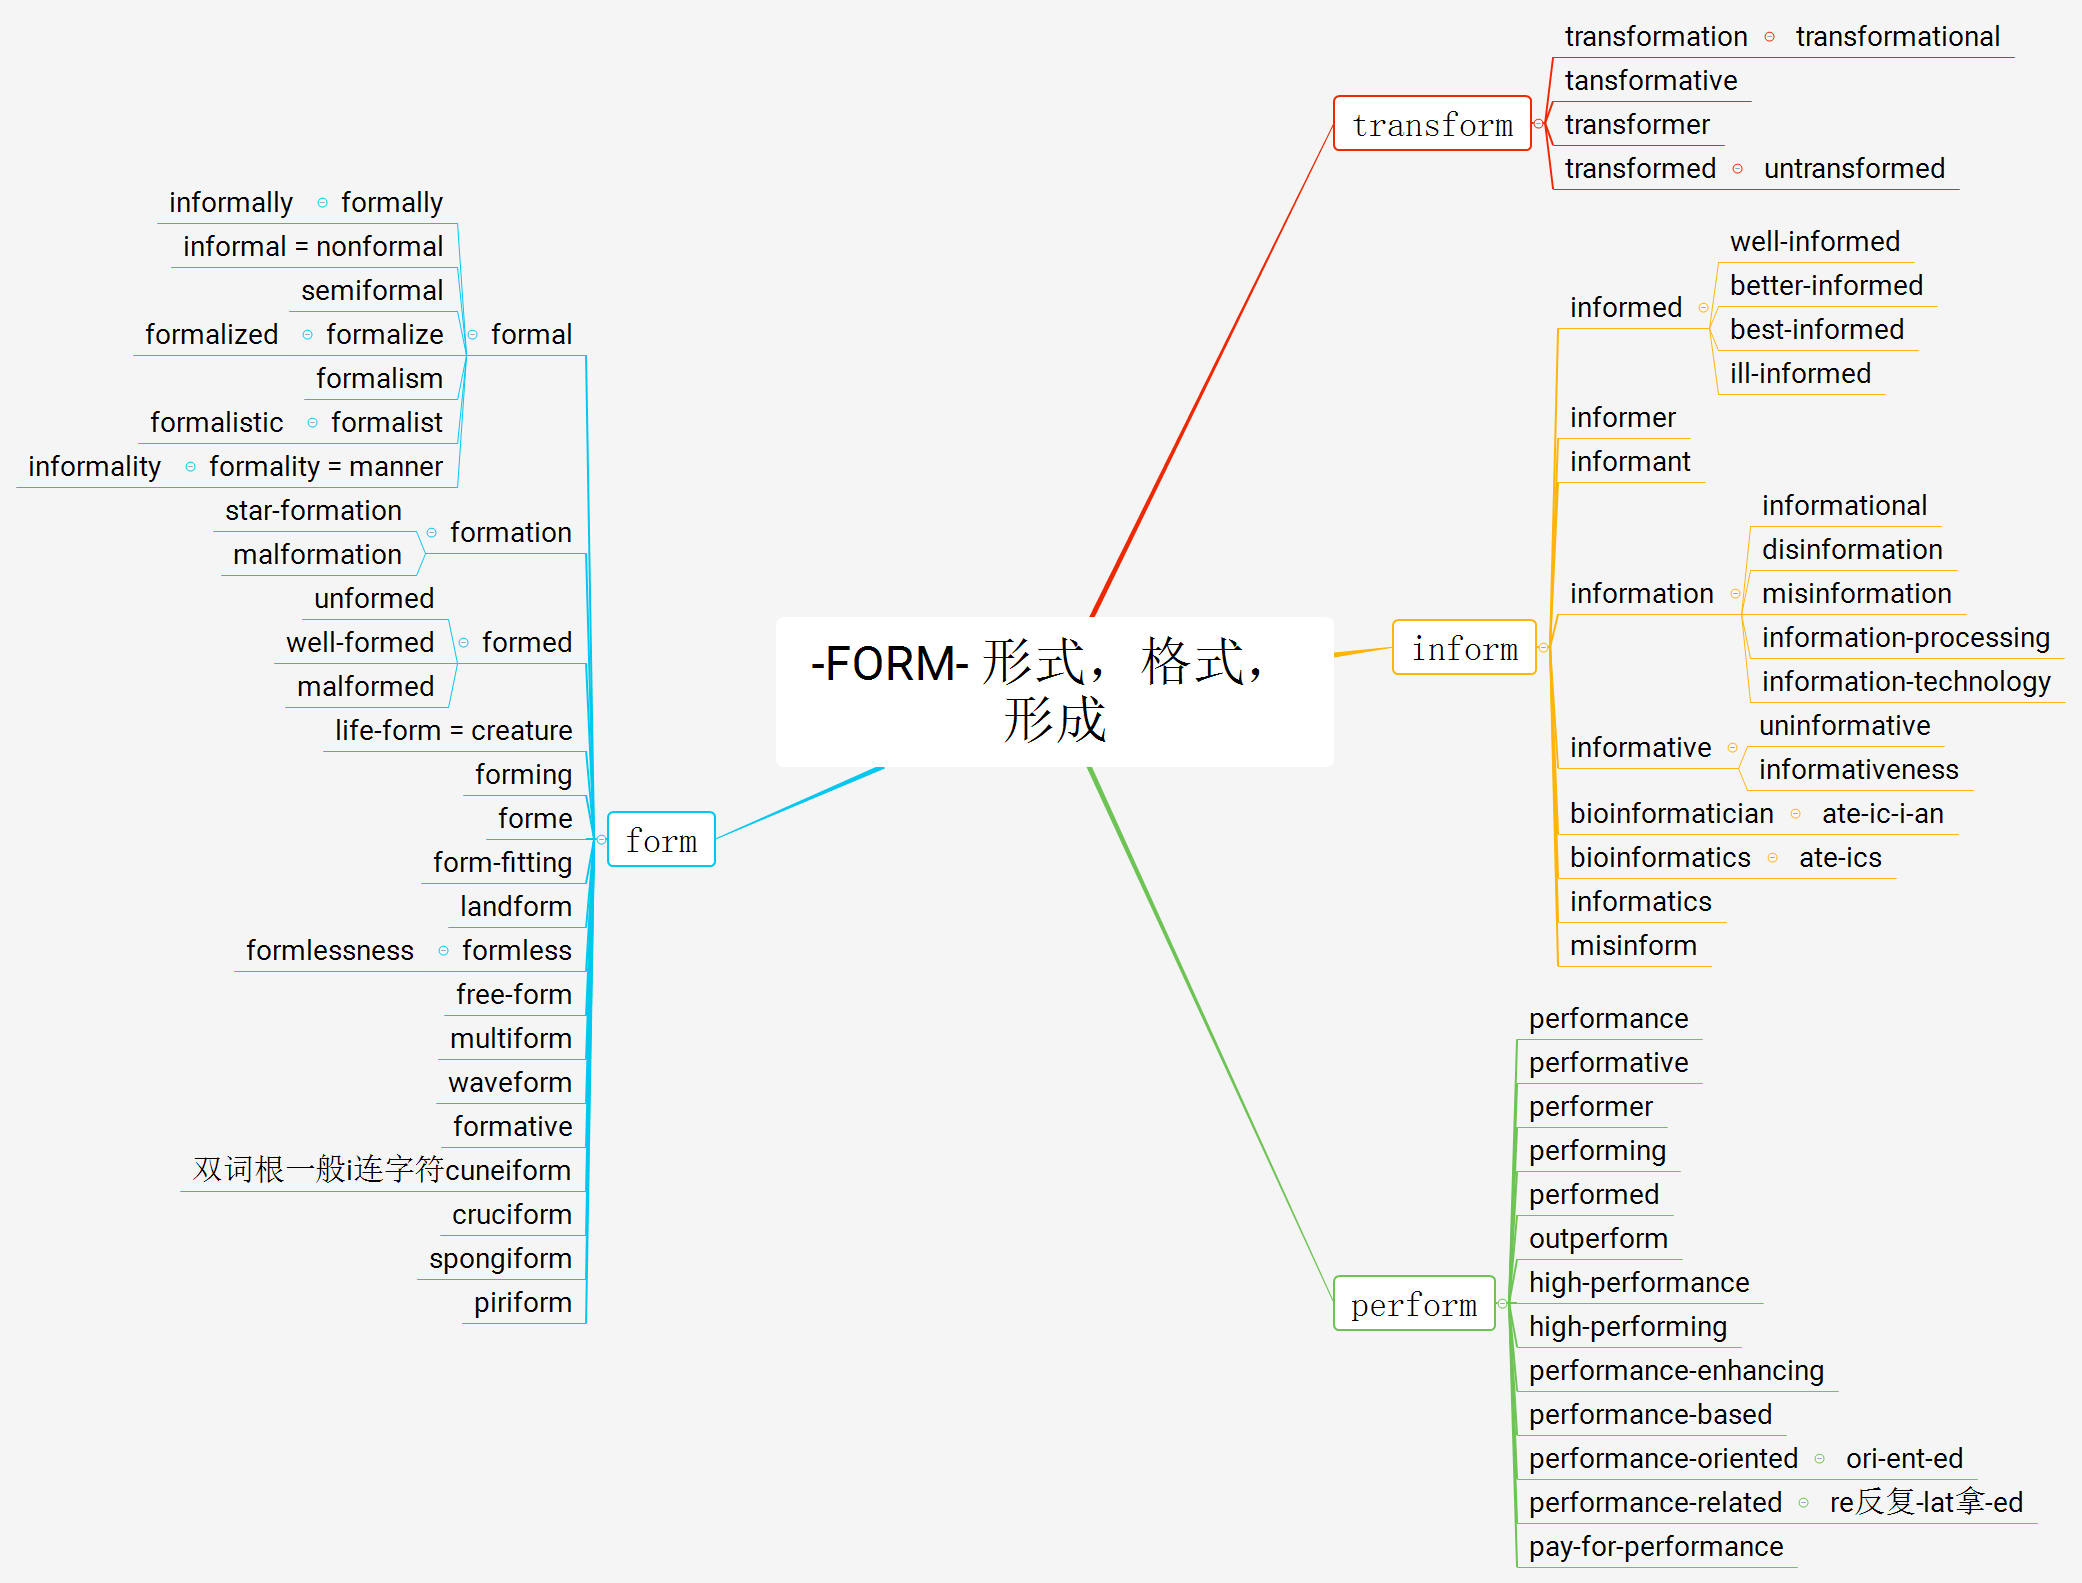 -FORM- 形式，格式，
形成
transform
transformation transformational
tansformative
transformer
transformed untransformed
inform
informed
well-informed
better-informed
best-informed
ill-informed
informer
informant
information
informational
disinformation
misinformation
information-processing
information-technology
informative
uninformative
informativeness
bioinformatician ate-ic-i-an
bioinformatics ate-ics
informatics
misinform
perform
performance
performative
performer
performing
performed
outperform
high-performance
high-performing
performance-enhancing
performance-based
performance-oriented ori-ent-ed
performance-related re反复-lat拿-ed
pay-for-performance
form
formal
informally formally
informal = nonformal
semiformal
formalized formalize
formalism
formalistic formalist
informality formality = manner
formation
star-formation
malformation
formed
unformed
well-formed
malformed
life-form = creature
forming
forme
form-fitting
landform
formlessness formless
free-form
multiform
waveform
formative
双词根一般i连字符cuneiform
cruciform
spongiform
piriform